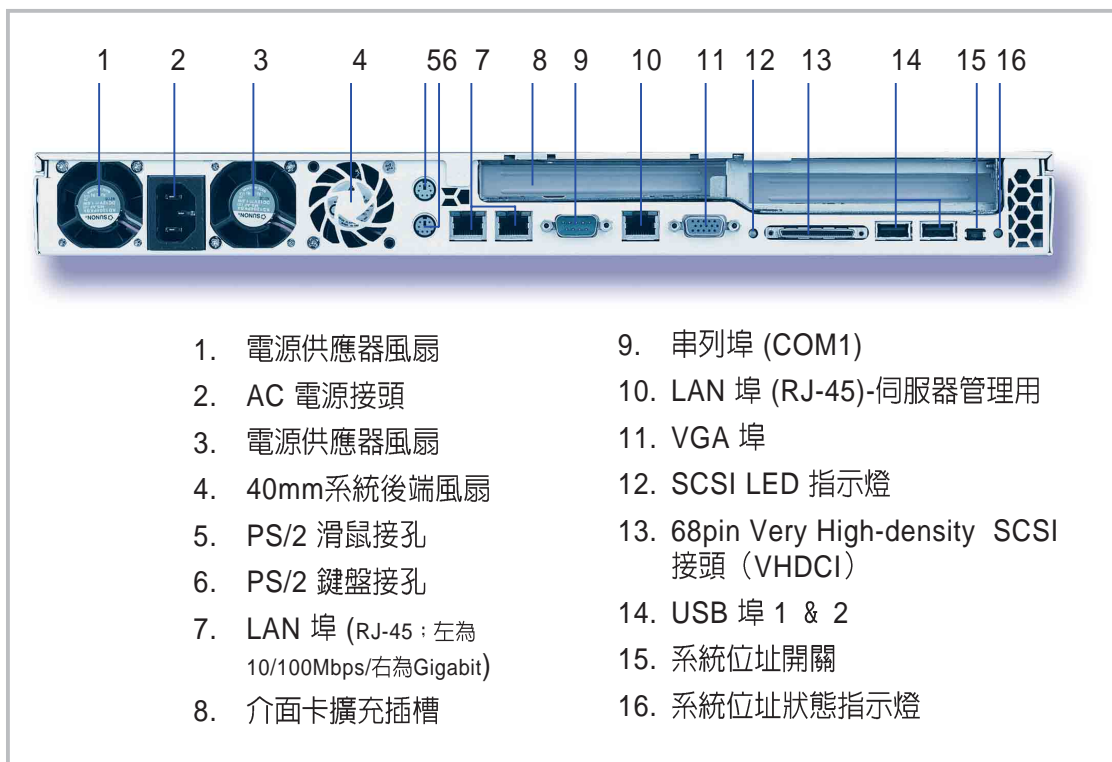 1 2 3 4 56 7 8 9 10 11 12 13 14 15 16
SUNON
SUNON
1. 電源供應器風扇
2. AC 電源接頭
3. 電源供應器風扇
4. 40mm系統後端風扇
5. PS/2 滑鼠接孔
6. PS/2 鍵盤接孔
7. LAN 埠 (RJ-45；左為
10/100Mbps/右為Gigabit)
8. 介面卡擴充插槽
9. 串列埠 (COM1)
10. LAN 埠 (RJ-45)-伺服器管理用
11. VGA 埠
12. SCSI LED 指示燈
13. 68pin Very High-density SCSI
接頭（VHDCI）
14. USB 埠 1 & 2
15. 系統位址開關
16. 系統位址狀態指示燈